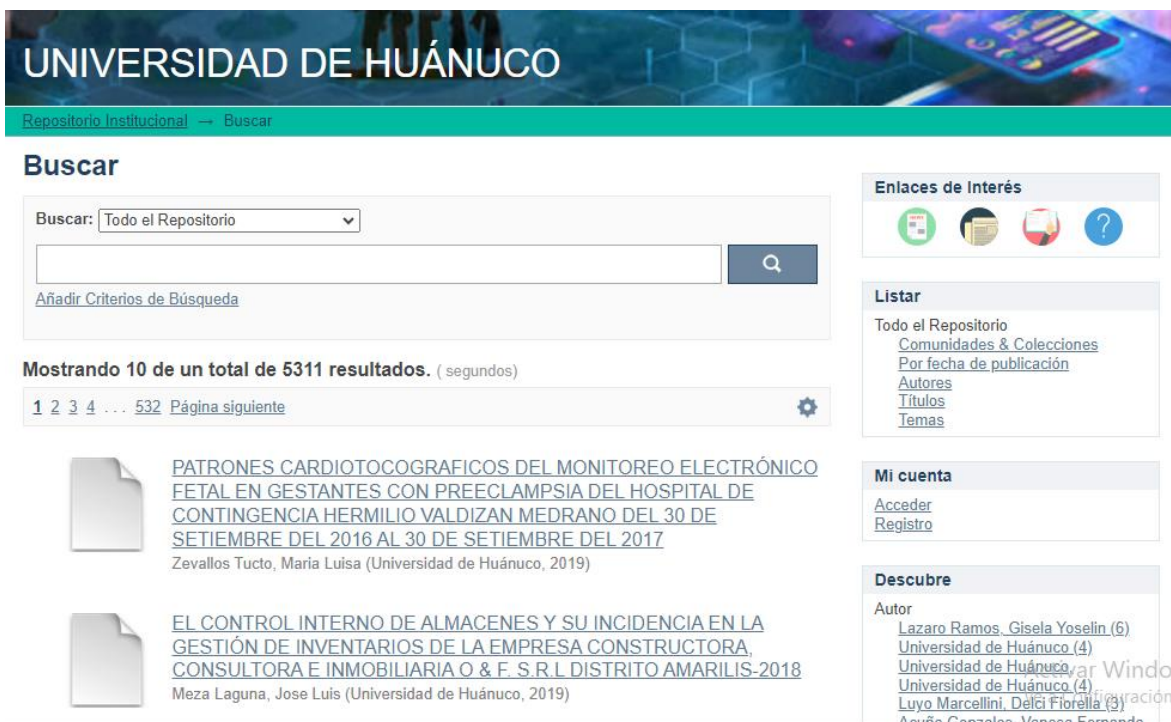 UNIVERSIDAD DE HUÁNUCO
Repositorio Institucional → Buscar
Buscar
Buscar: Todo el Repositorio
Añadir Criterios de Búsqueda
Mostrando 10 de un total de 5311 resultados. ( segundos)
1 2 3 4 . . . 532 Página siguiente
PATRONES CARDIOTOCOGRAFICOS DEL MONITOREO ELECTRÓNICO
FETAL EN GESTANTES CON PREECLAMPSIA DEL HOSPITAL DE
CONTINGENCIA HERMILIO VALDIZAN MEDRANO DEL 30 DE
SETIEMBRE DEL 2016 AL 30 DE SETIEMBRE DEL 2017
Zevallos Tucto, Maria Luisa (Universidad de Huánuco, 2019)
EL CONTROL INTERNO DE ALMACENES Y SU INCIDENCIA EN LA
GESTIÓN DE INVENTARIOS DE LA EMPRESA CONSTRUCTORA,
CONSULTORA E INMOBILIARIA O & F. S.R.L DISTRITO AMARILIS-2018
Meza Laguna, Jose Luis (Universidad de Huánuco, 2019)
Enlaces de Interés
?
Listar
Todo el Repositorio
Comunidades & Colecciones
Por fecha de publicación
Autores
Títulos
Temas
Mi cuenta
Acceder
Registro
Descubre
Autor
Lazaro Ramos, Gisela Yoselin (6)
Universidad de Huánuco (4)
Universidad de Huánuco,
Universidad de Huánuco (4)
Luyo Marcellini, Delci Fiorella (3)